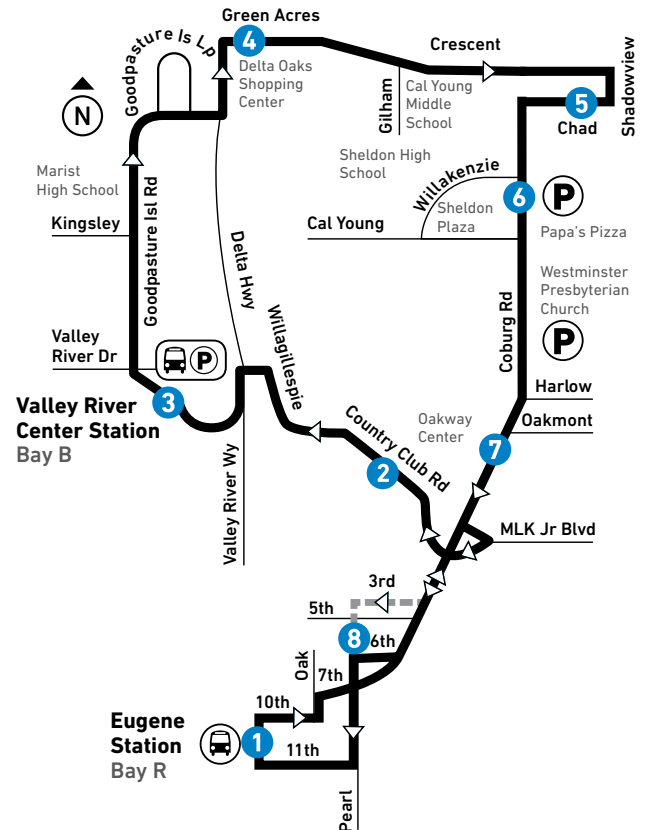 Green Acres
4
Goodpasture Is Lp
Delta Oaks
Shopping
Center
Crescent
Shadowview
N
Gilham
Cal Young
Middle
School
5
Chad
Marist
High School
Sheldon High
School
Willakenzie
6
P
Sheldon
Plaza
Papa's Pizza
Kingsley
Goodpasture Isl Rd
Cal Young
Delta Hwy
Westminster
Presbyterian
Church
P
Coburg Rd
Valley
River Dr
P
Willagillespie
3
Valley River
Center Station
Bay B
Harlow
Oakmont
Oakway
Center
7
Country Club Rd
2
Valley River Wy
MLK Jr Blvd
3rd
5th
8
6th
Oak
7th
10th
Eugene
Station
Bay R
1
11th
Pearl